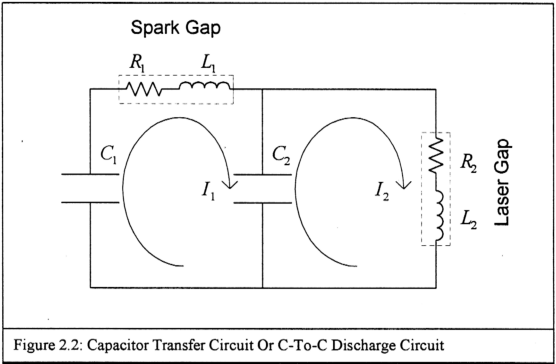 Spark Gap
R₁ L₁
C₁ I₁ C₂ I₂ R₂
L₂
Laser Gap
Figure 2.2: Capacitor Transfer Circuit Or C-To-C Discharge Circuit